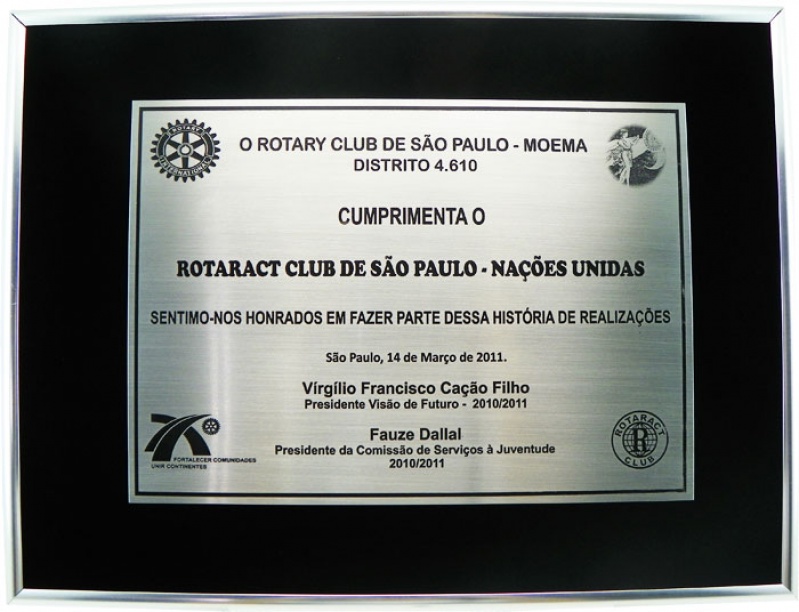 O ROTARY CLUB DE SÃO PAULO - MOEMA
DISTRITO 4.610
ROTARY
INTERNATIONAL
CUMPRIMENTA O
ROTARACT CLUB DE SÃO PAULO - NAÇÕES UNIDAS
SENTIMO-NOS HONRADOS EM FAZER PARTE DESSA HISTÓRIA DE REALIZAÇÕES
São Paulo, 14 de Março de 2011.
Vírgílio Francisco Cação Filho
Presidente Visão de Futuro - 2010/2011
Fauze Dallal
Presidente da Comissão de Serviços à Juventude
2010/2011
FORTALECER COMUNIDADES
UNIR CONTINENTES
ROTARACT
R
CLUB